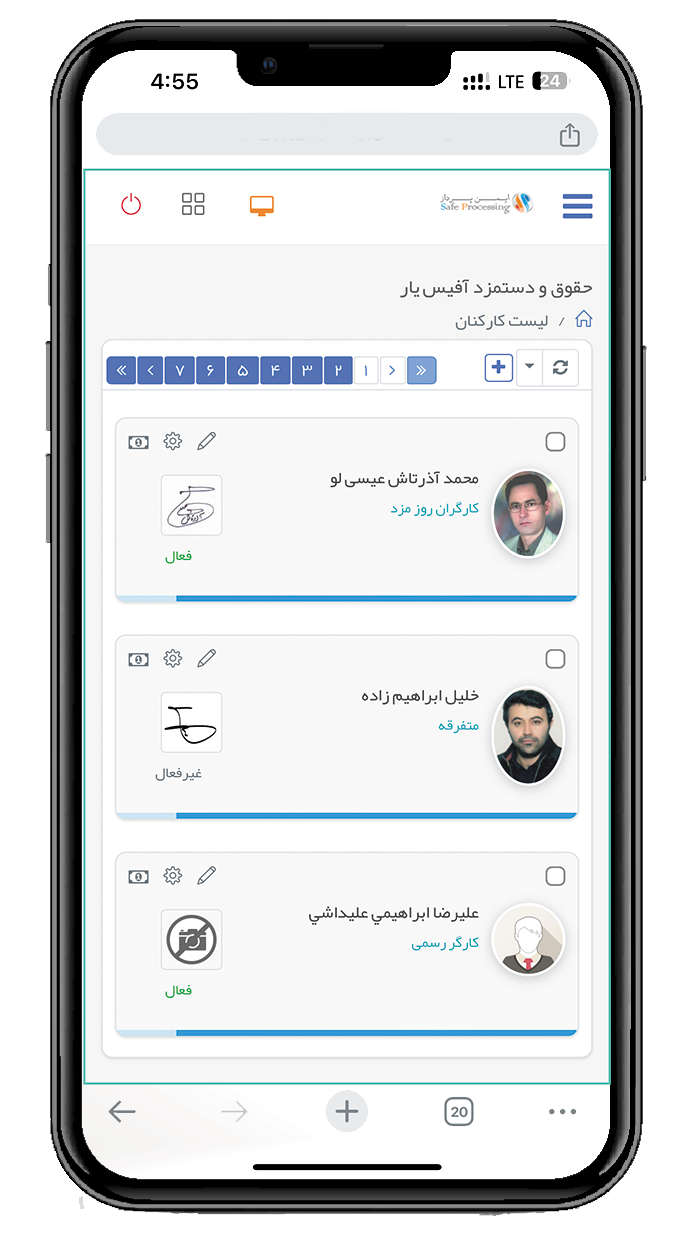 4:55 LTE 24
ایمن پرداز
Safe Processing
حقوق و دستمزد آفیس یار
لیست کارکنان /
« < ۱ ۲ ۳ ۴ ۵ ۶ ۷ > »
محمد آذرتاش عیسی لو
کارگران روز مزد
فعال
خلیل ابراهیم زاده
متفرقه
غیرفعال
علیرضا ابراهيمي عليداشي
کارگر رسمی
فعال
20